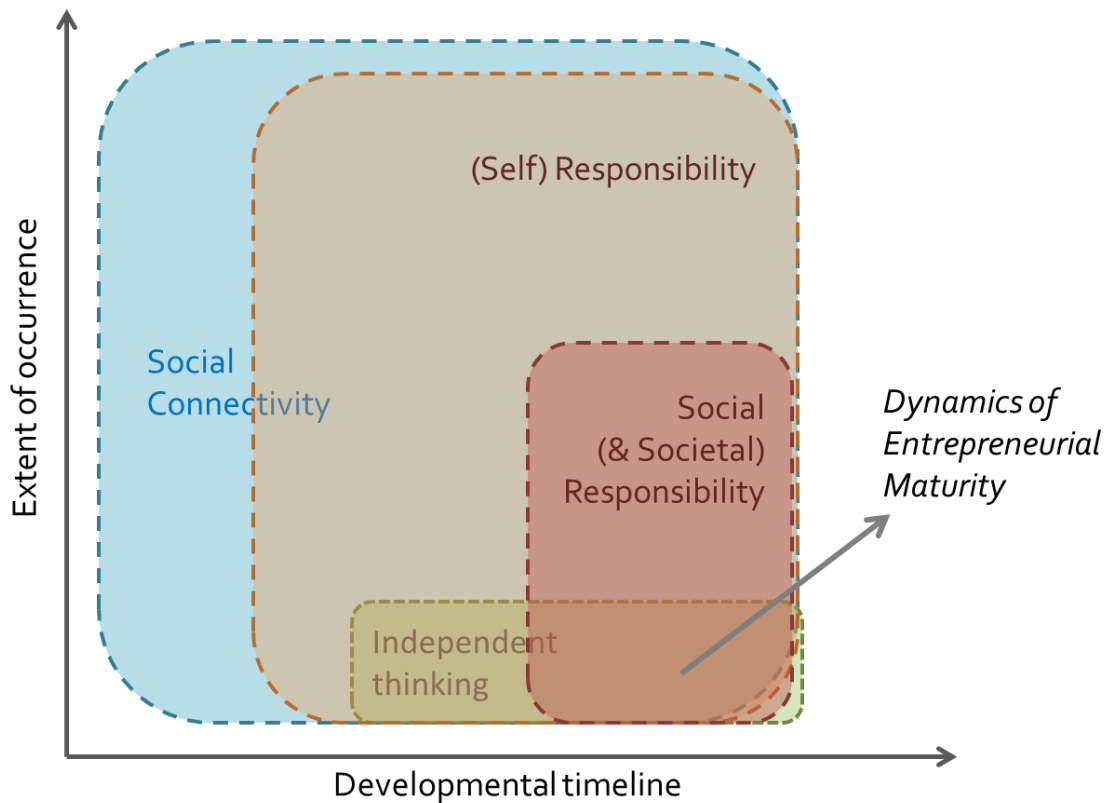 Extent of occurrence
(Self) Responsibility
Social
Connectivity
Social
(& Societal)
Responsibility
Dynamics of
Entrepreneurial
Maturity
Independent
thinking
Developmental timeline